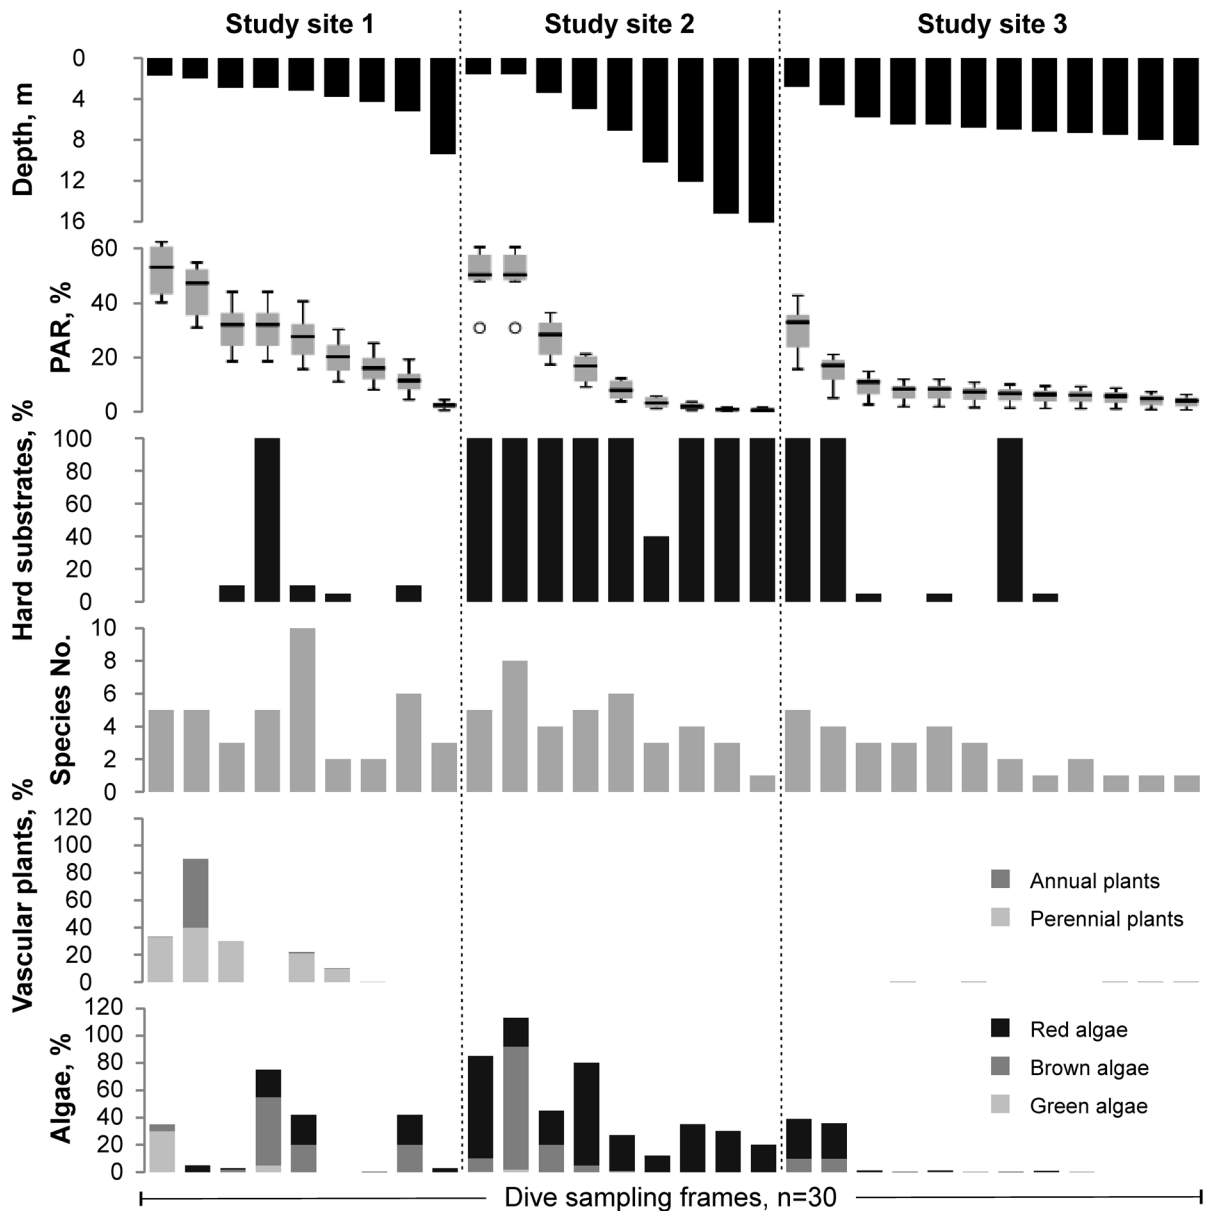 Study site 1
Study site 2
Study site 3
Depth, m
0
4
8
12
16
PAR, %
60
40
20
0
Hard substrates, %
100
80
60
40
20
0
Species No.
10
8
6
4
2
0
Vascular plants, %
120
100
80
60
40
20
0
Annual plants
Perennial plants
Algae, %
120
100
80
60
40
20
0
Red algae
Brown algae
Green algae
Dive sampling frames, n=30